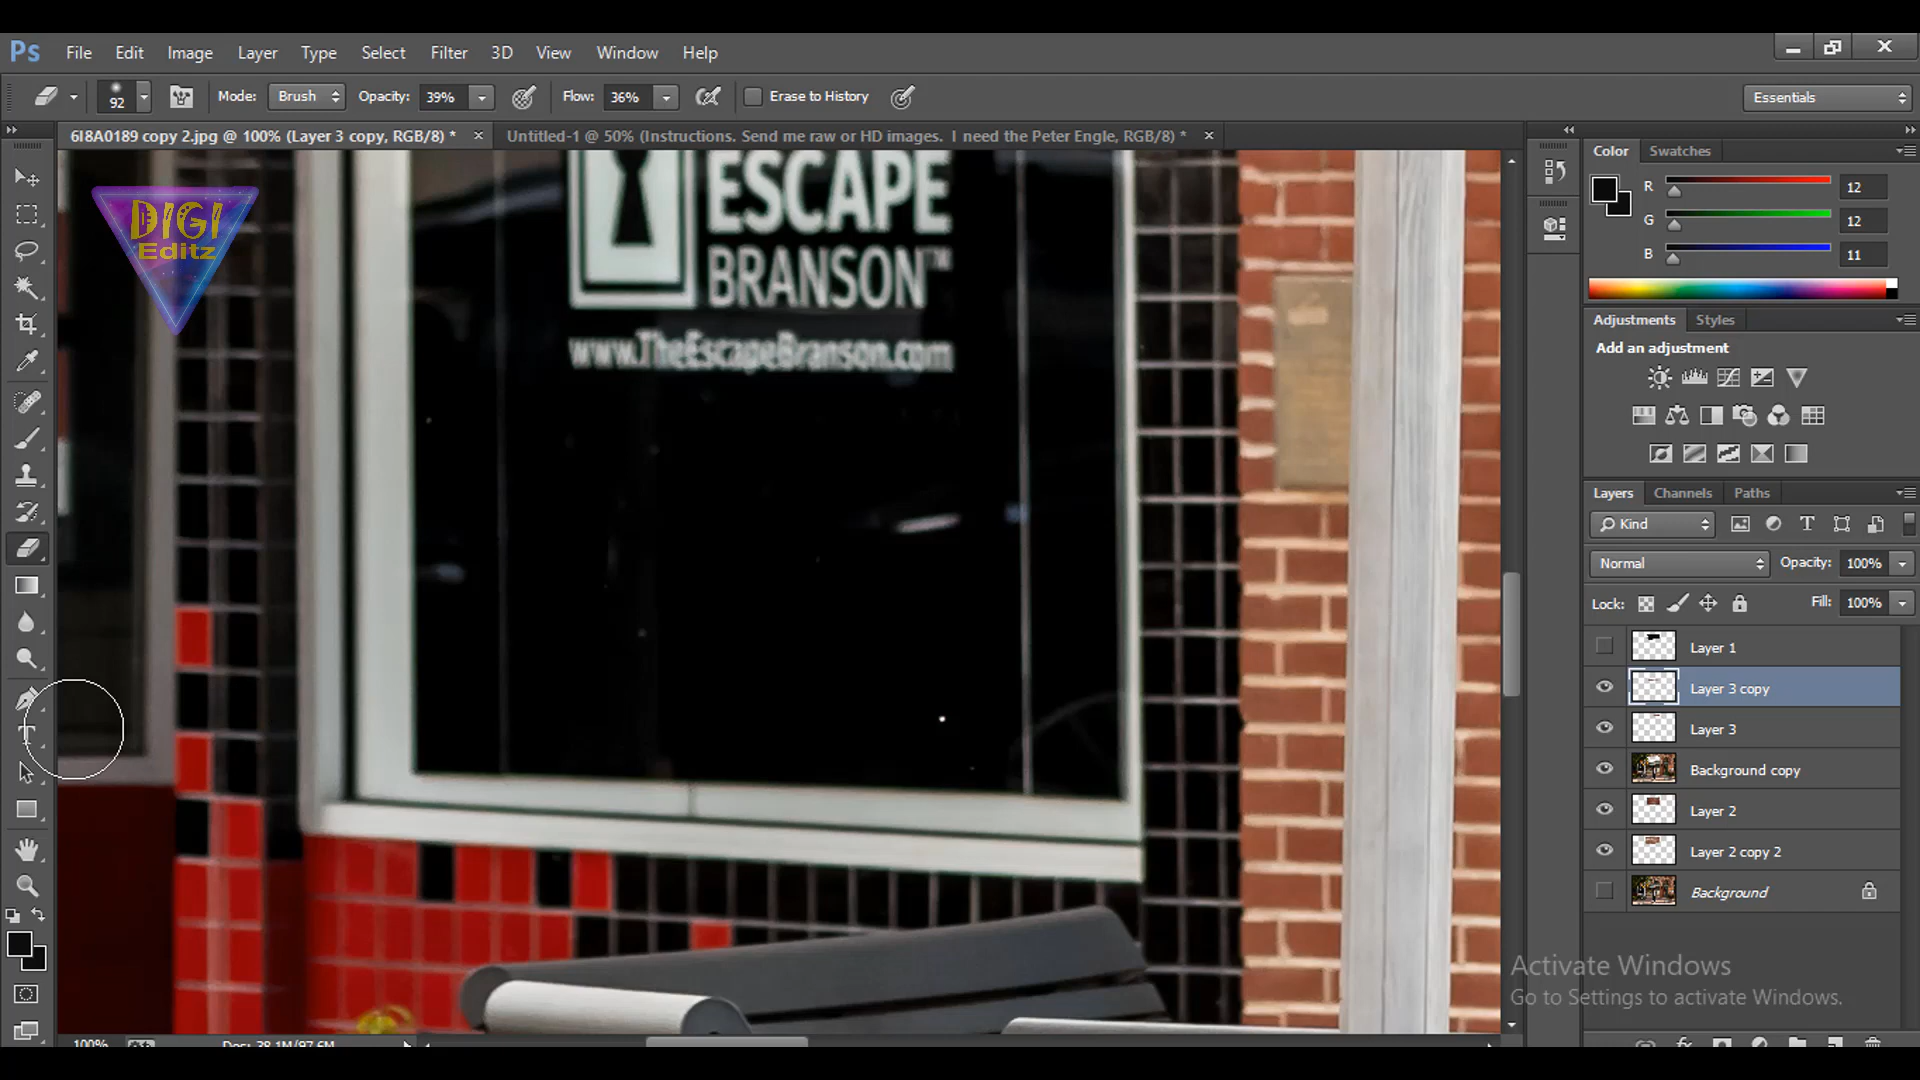 Ps File Edit Image Layer Type Select Filter 3D View Window Help
92 Mode: Brush Opacity: 39% Flow: 36% Erase to History Essentials
6I8A0189 copy 2.jpg @ 100% (Layer 3 copy, RGB/8) * Untitled-1 @ 50% (Instructions. Send me raw or HD images. I need the Peter Engle, RGB/8) *
Color Swatches
R 12
G 12
B 11
DIGI
Editz
ESCAPE
BRANSON™
www.TheEscapeBranson.com
Adjustments Styles
Add an adjustment
Layers Channels Paths
Kind
Normal Opacity: 100%
Lock: Fill: 100%
Layer 1
Layer 3 copy
Layer 3
Background copy
Layer 2
Layer 2 copy 2
Background
Activate Windows
Go to Settings to activate Windows.
100% Doc: 38.1M/97.6M